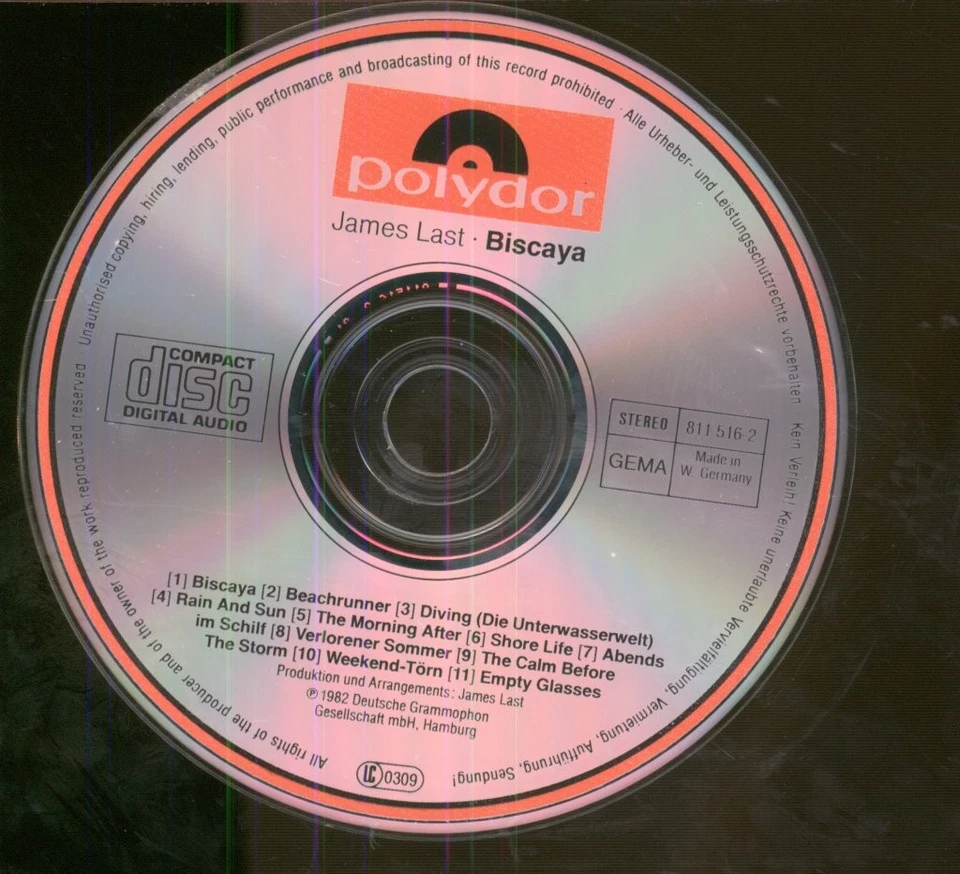 Unauthorised copying, hiring, lending, public performance and broadcasting of this record prohibited · Alle Urheber- und Leistungsschutzrechte vorbehalten Kein Verleih! Keine unerlaubte Vervielfältigung, Vermietung, Aufführung, Sendung!
polydor
James Last · Biscaya
COMPACT
disc
DIGITAL AUDIO
STEREO 811 516-2
GEMA Made in
W. Germany
[1] Biscaya [2] Beachrunner [3] Diving (Die Unterwasserwelt)
[4] Rain And Sun [5] The Morning After [6] Shore Life [7] Abends
im Schilf [8] Verlorener Sommer [9] The Calm Before
The Storm [10] Weekend-Törn [11] Empty Glasses
Produktion und Arrangements: James Last
℗ 1982 Deutsche Grammophon
Gesellschaft mbH, Hamburg
LC 0309
All rights of the producer and of the owner of the work reproduced reserved